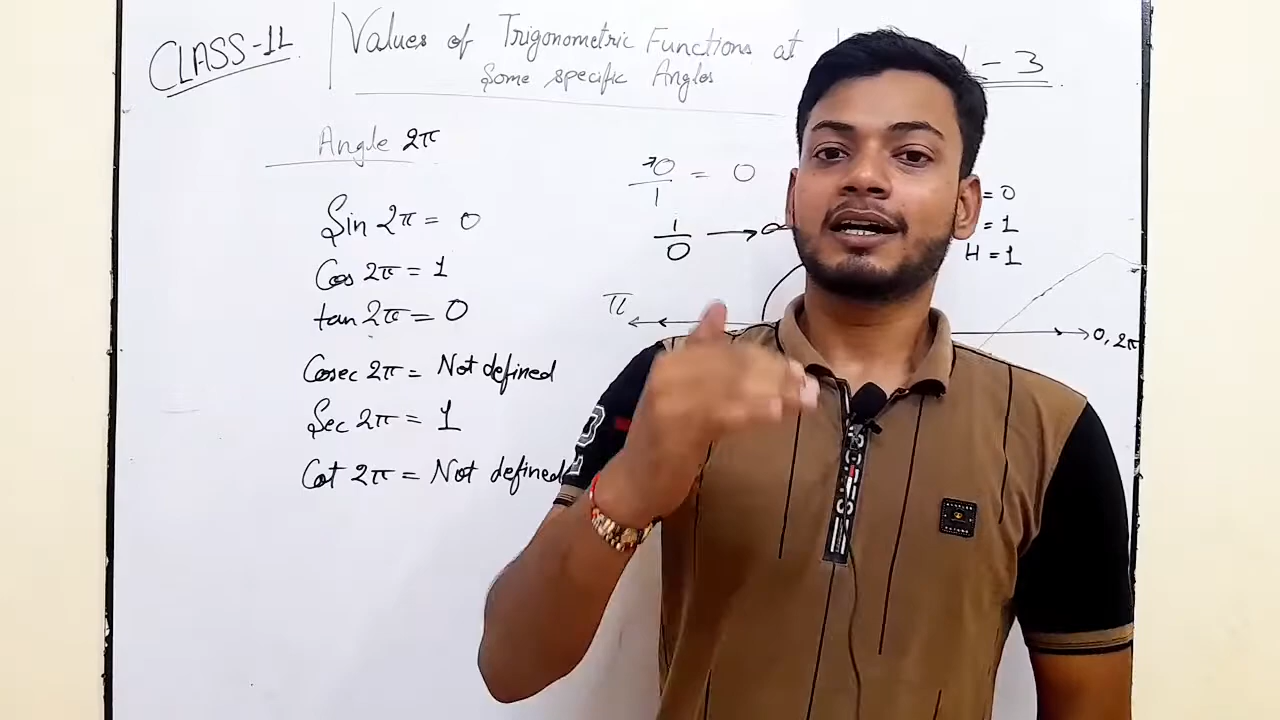 CLASS-11
Values of Trigonometric Functions at
Some specific Angles
- 3
Angle 2π
Sin 2π = 0
Cos 2π = 1
tan 2π = 0
Cosec 2π = Not defined
Sec 2π = 1
Cot 2π = Not defined
0/1 = 0
1/0 → ∞
= 0
= 1
H = 1
π
0, 2π